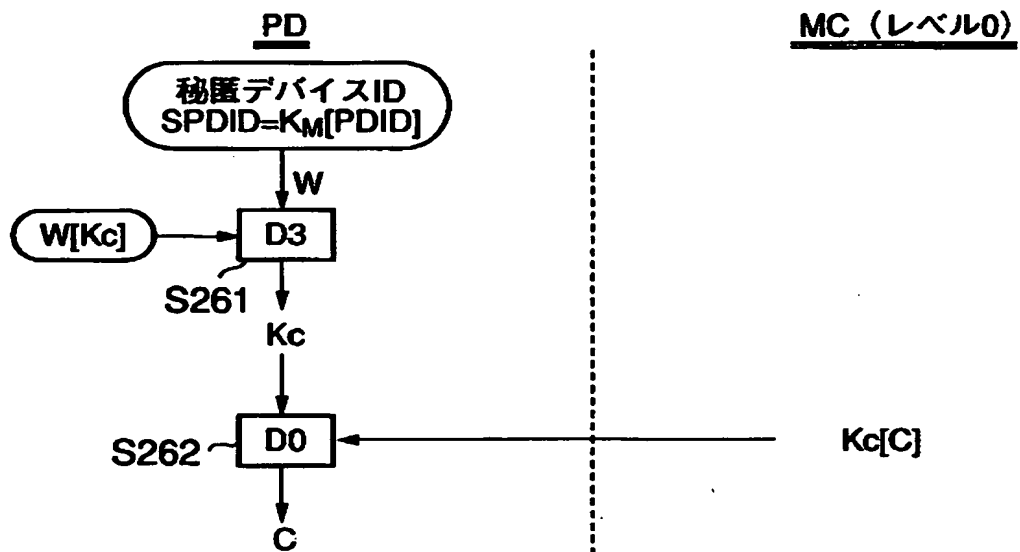 PD
MC (レベル0)
秘匿デバイスID
SPDID=KM[PDID]
W
W[Kc]
D3
S261
Kc
D0
S262
Kc[C]
C